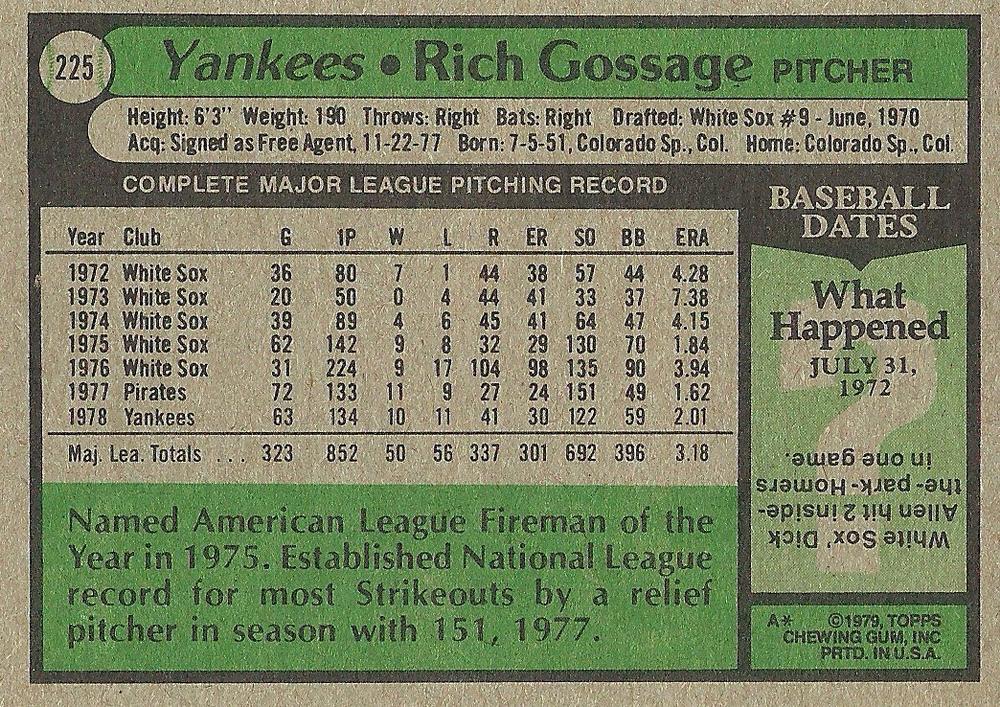 225
Yankees • Rich Gossage PITCHER
Height: 6'3" Weight: 190 Throws: Right Bats: Right Drafted: White Sox #9 - June, 1970
Acq: Signed as Free Agent, 11-22-77 Born: 7-5-51, Colorado Sp., Col. Home: Colorado Sp., Col.
COMPLETE MAJOR LEAGUE PITCHING RECORD
Year Club G IP W L R ER SO BB ERA
1972 White Sox 36 80 7 1 44 38 57 44 4.28
1973 White Sox 20 50 0 4 44 41 33 37 7.38
1974 White Sox 39 89 4 6 45 41 64 47 4.15
1975 White Sox 62 142 9 8 32 29 130 70 1.84
1976 White Sox 31 224 9 17 104 98 135 90 3.94
1977 Pirates 72 133 11 9 27 24 151 49 1.62
1978 Yankees 63 134 10 11 41 30 122 59 2.01
Maj. Lea. Totals ... 323 852 50 56 337 301 692 396 3.18
Named American League Fireman of the
Year in 1975. Established National League
record for most Strikeouts by a relief
pitcher in season with 151, 1977.
BASEBALL
DATES
What
Happened
JULY 31,
1972
?
White Sox' Dick
Allen hit 2 inside-
the-park-Homers
in one game.
A* ©1979, TOPPS
CHEWING GUM, INC
PRTD. IN U.S.A.